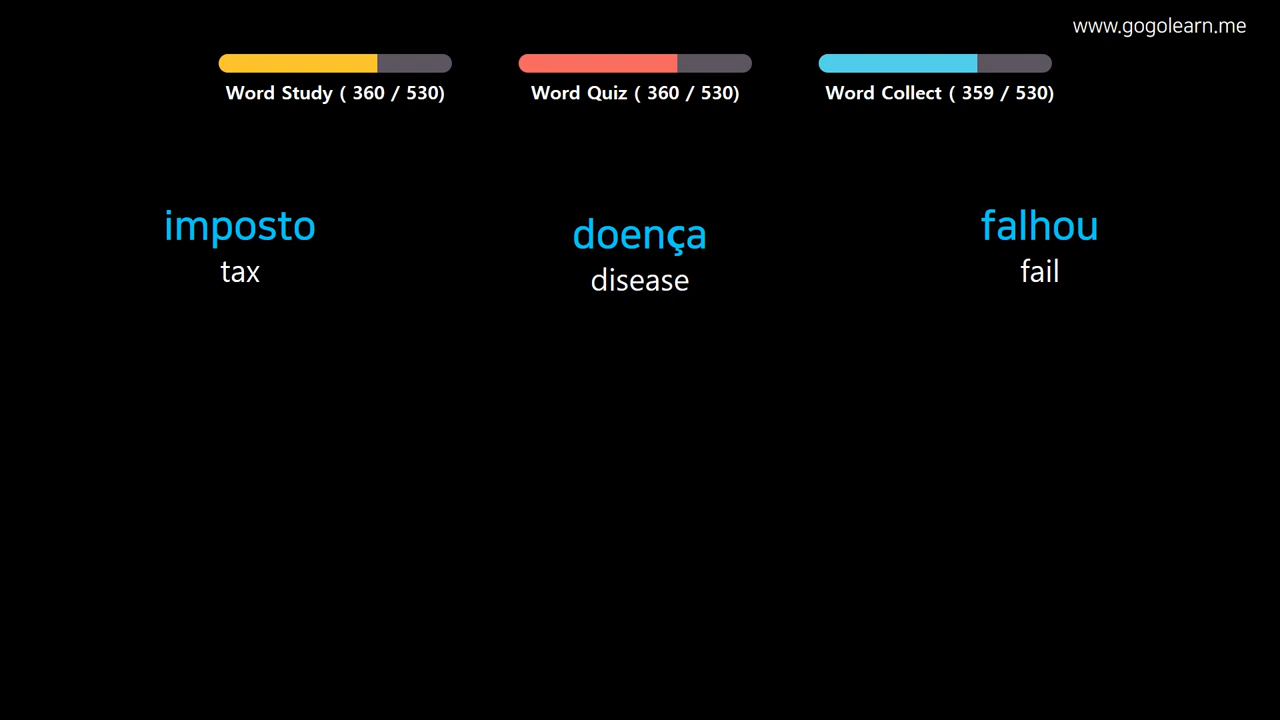 www.gogolearn.me
Word Study ( 360 / 530)
Word Quiz ( 360 / 530)
Word Collect ( 359 / 530)
imposto
tax
doença
disease
falhou
fail